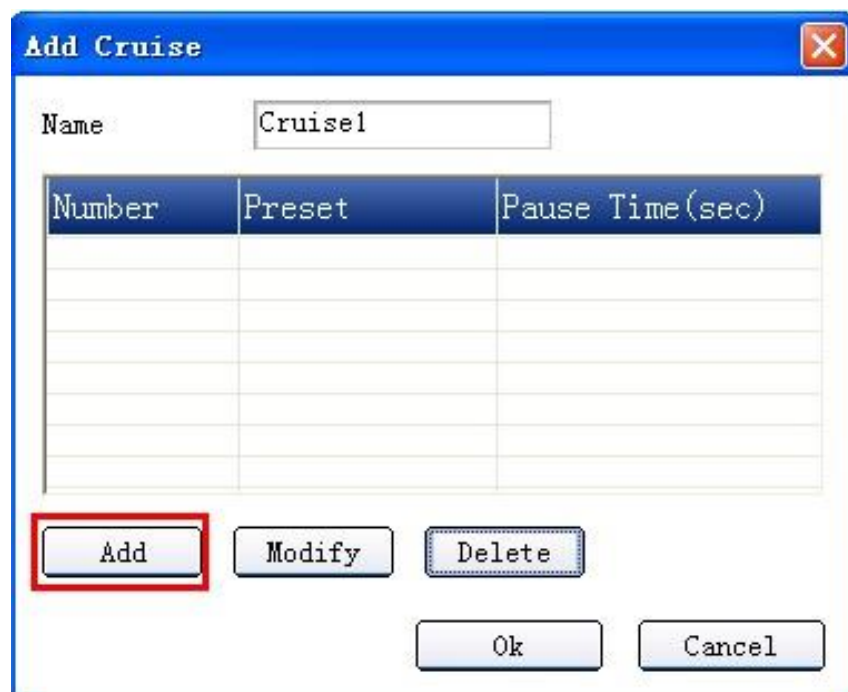 Add Cruise
Name Cruise1
Number Preset Pause Time(sec)
Add Modify Delete
Ok Cancel